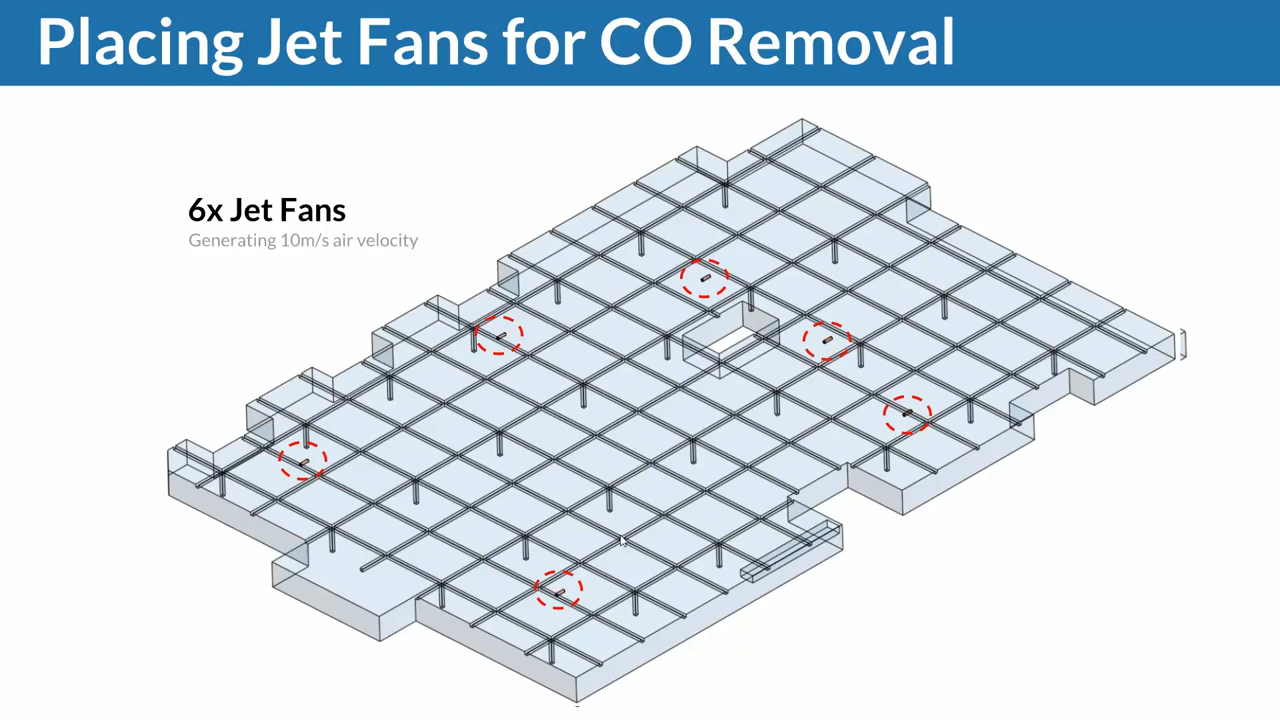 Placing Jet Fans for CO Removal
6x Jet Fans
Generating 10m/s air velocity